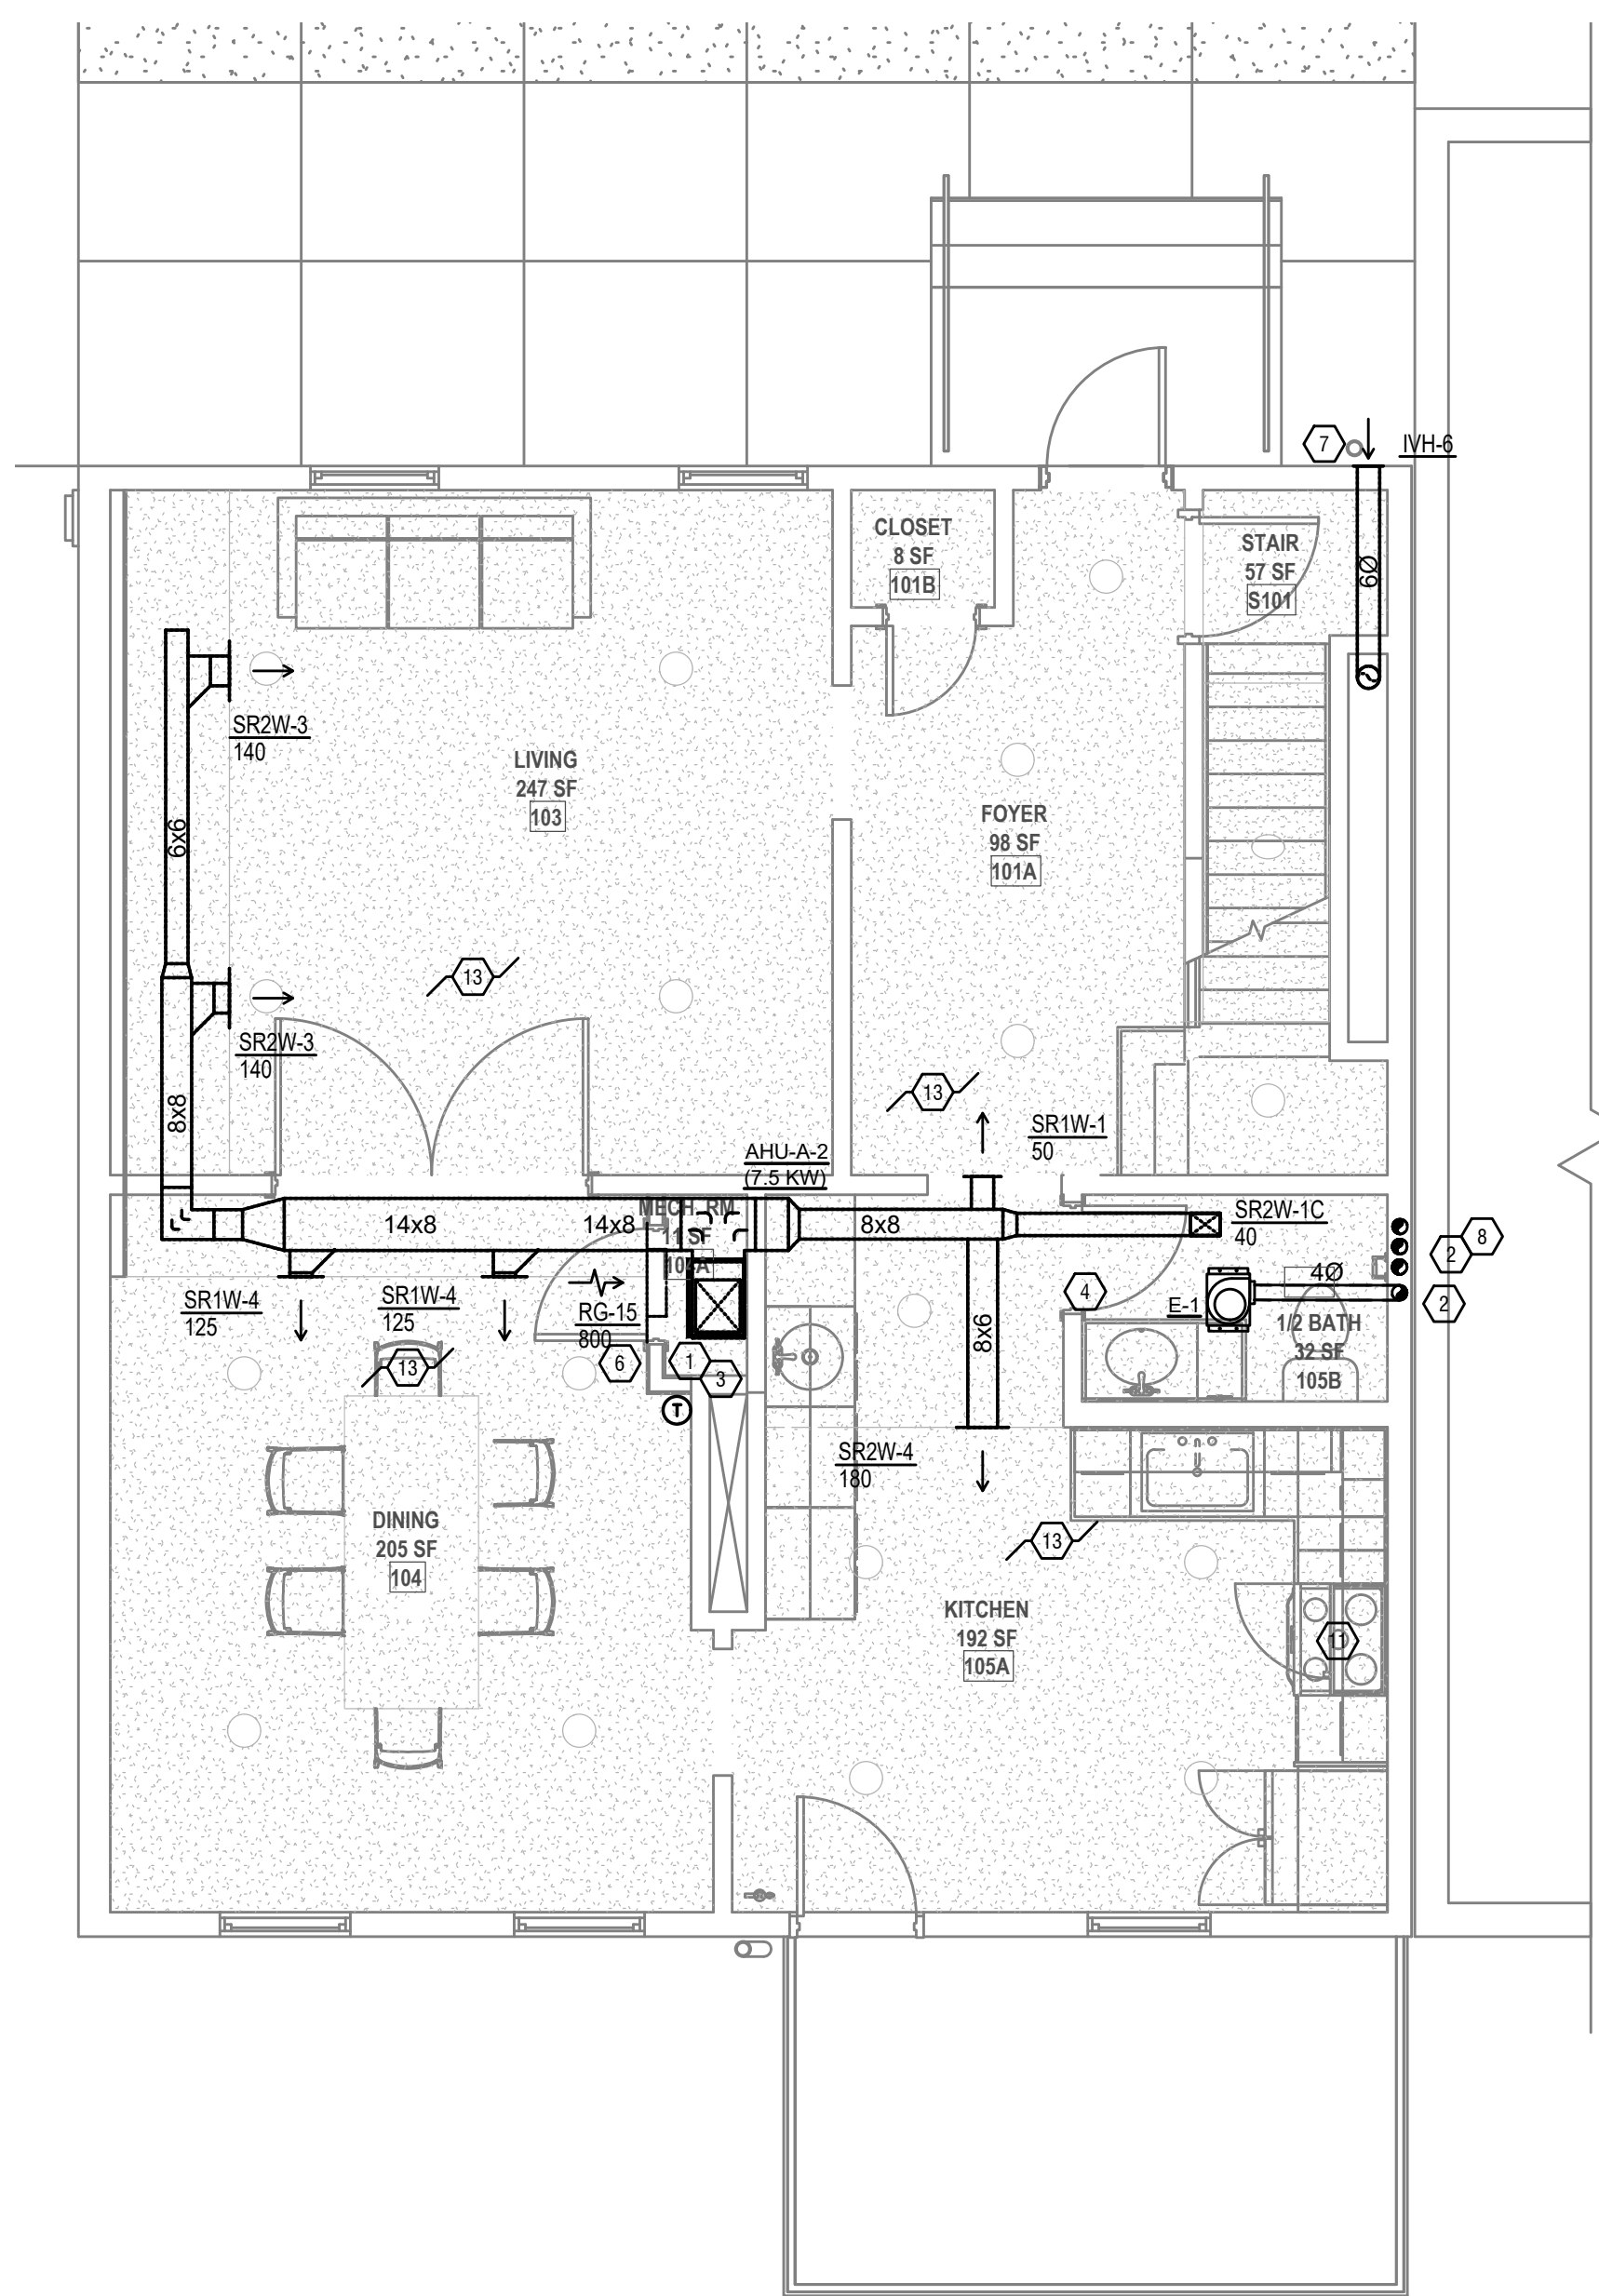 7
IVH-6
CLOSET
8 SF
101B
STAIR
57 SF
S101
6Ø
SR2W-3
140
LIVING
247 SF
103
6x6
FOYER
98 SF
101A
13
SR2W-3
140
8x8
13
SR1W-1
50
AHU-A-2
(7.5 KW)
14x8
14x8
MECH. RM
11 SF
104A
8x8
SR2W-1C
40
8
2
2
4Ø
4
E-1
SR1W-4
125
SR1W-4
125
RG-15
800
6
1
3
13
T
8x6
1/2 BATH
32 SF
105B
SR2W-4
180
DINING
205 SF
104
13
KITCHEN
192 SF
105A
11